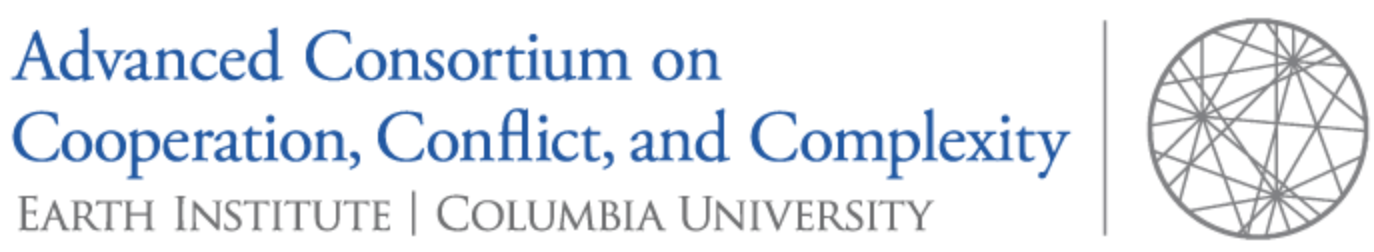 Advanced Consortium on
Cooperation, Conflict, and Complexity
EARTH INSTITUTE | COLUMBIA UNIVERSITY